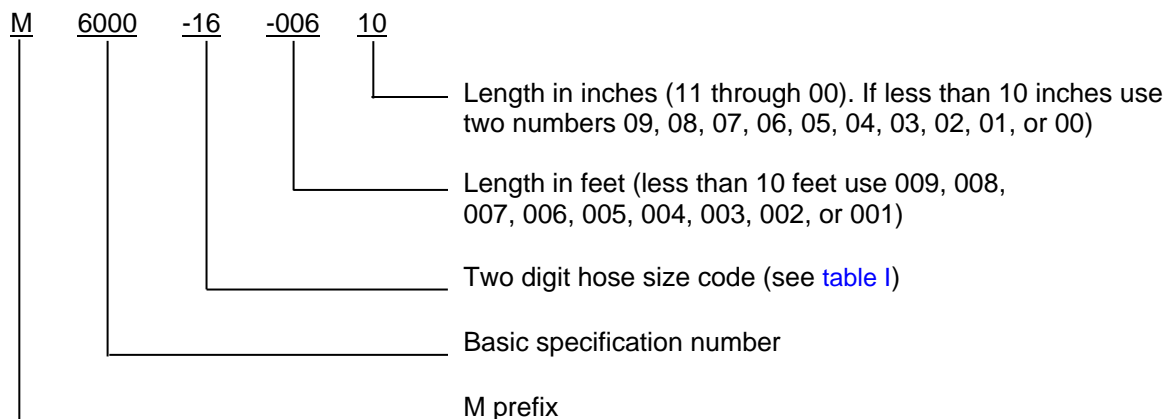 M 6000 -16 -006 10
Length in inches (11 through 00). If less than 10 inches use
two numbers 09, 08, 07, 06, 05, 04, 03, 02, 01, or 00)
Length in feet (less than 10 feet use 009, 008,
007, 006, 005, 004, 003, 002, or 001)
Two digit hose size code (see table I)
Basic specification number
M prefix